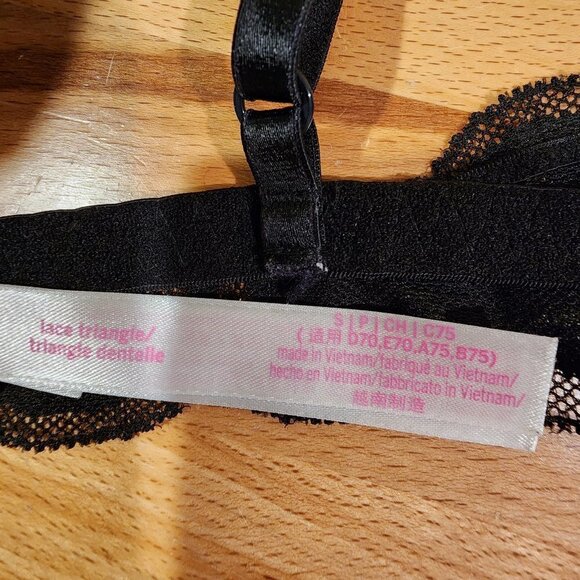 lace triangle/
triangle dentelle
S | P | CH | C75
(适用 D70,E70,A75,B75)
made in Vietnam/fabriqué au Vietnam/
hecho en Vietnam/fabbricato in Vietnam/
越南制造